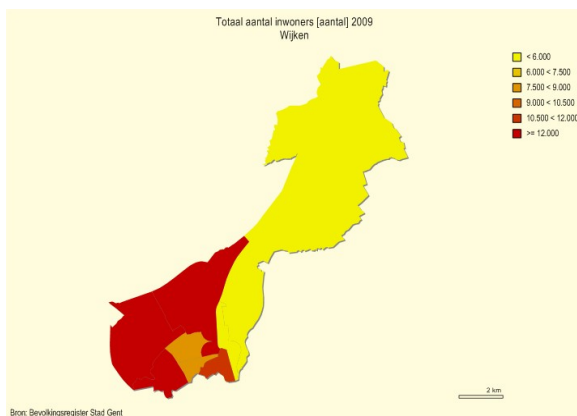 Totaal aantal inwoners [aantal] 2009
Wijken
< 6.000
6.000 < 7.500
7.500 < 9.000
9.000 < 10.500
10.500 < 12.000
>= 12.000
2 km
Bron: Bevolkingsregister Stad Gent